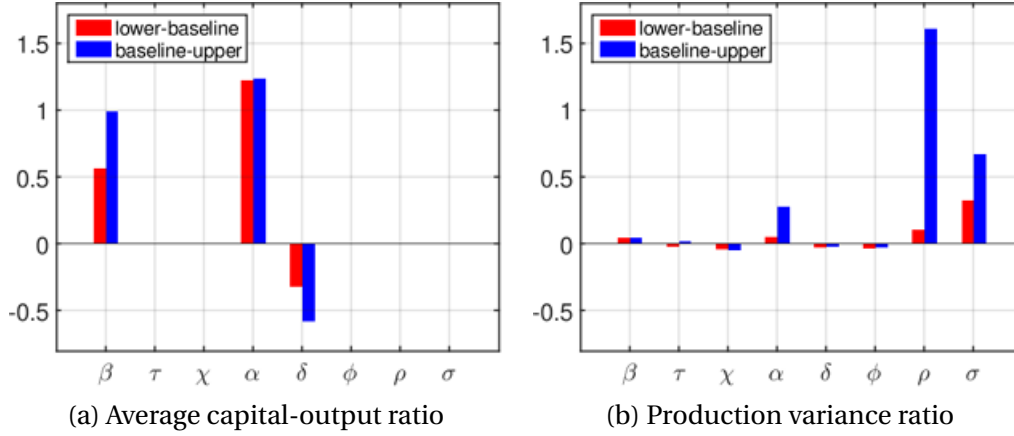 lower-baseline
baseline-upper
1.5
1
0.5
0
-0.5
β τ χ α δ ϕ ρ σ
(a) Average capital-output ratio
lower-baseline
baseline-upper
1.5
1
0.5
0
-0.5
β τ χ α δ ϕ ρ σ
(b) Production variance ratio